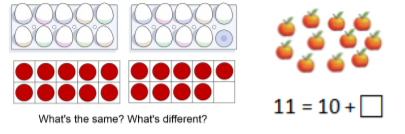 What's the same? What's different?
11 = 10 + □